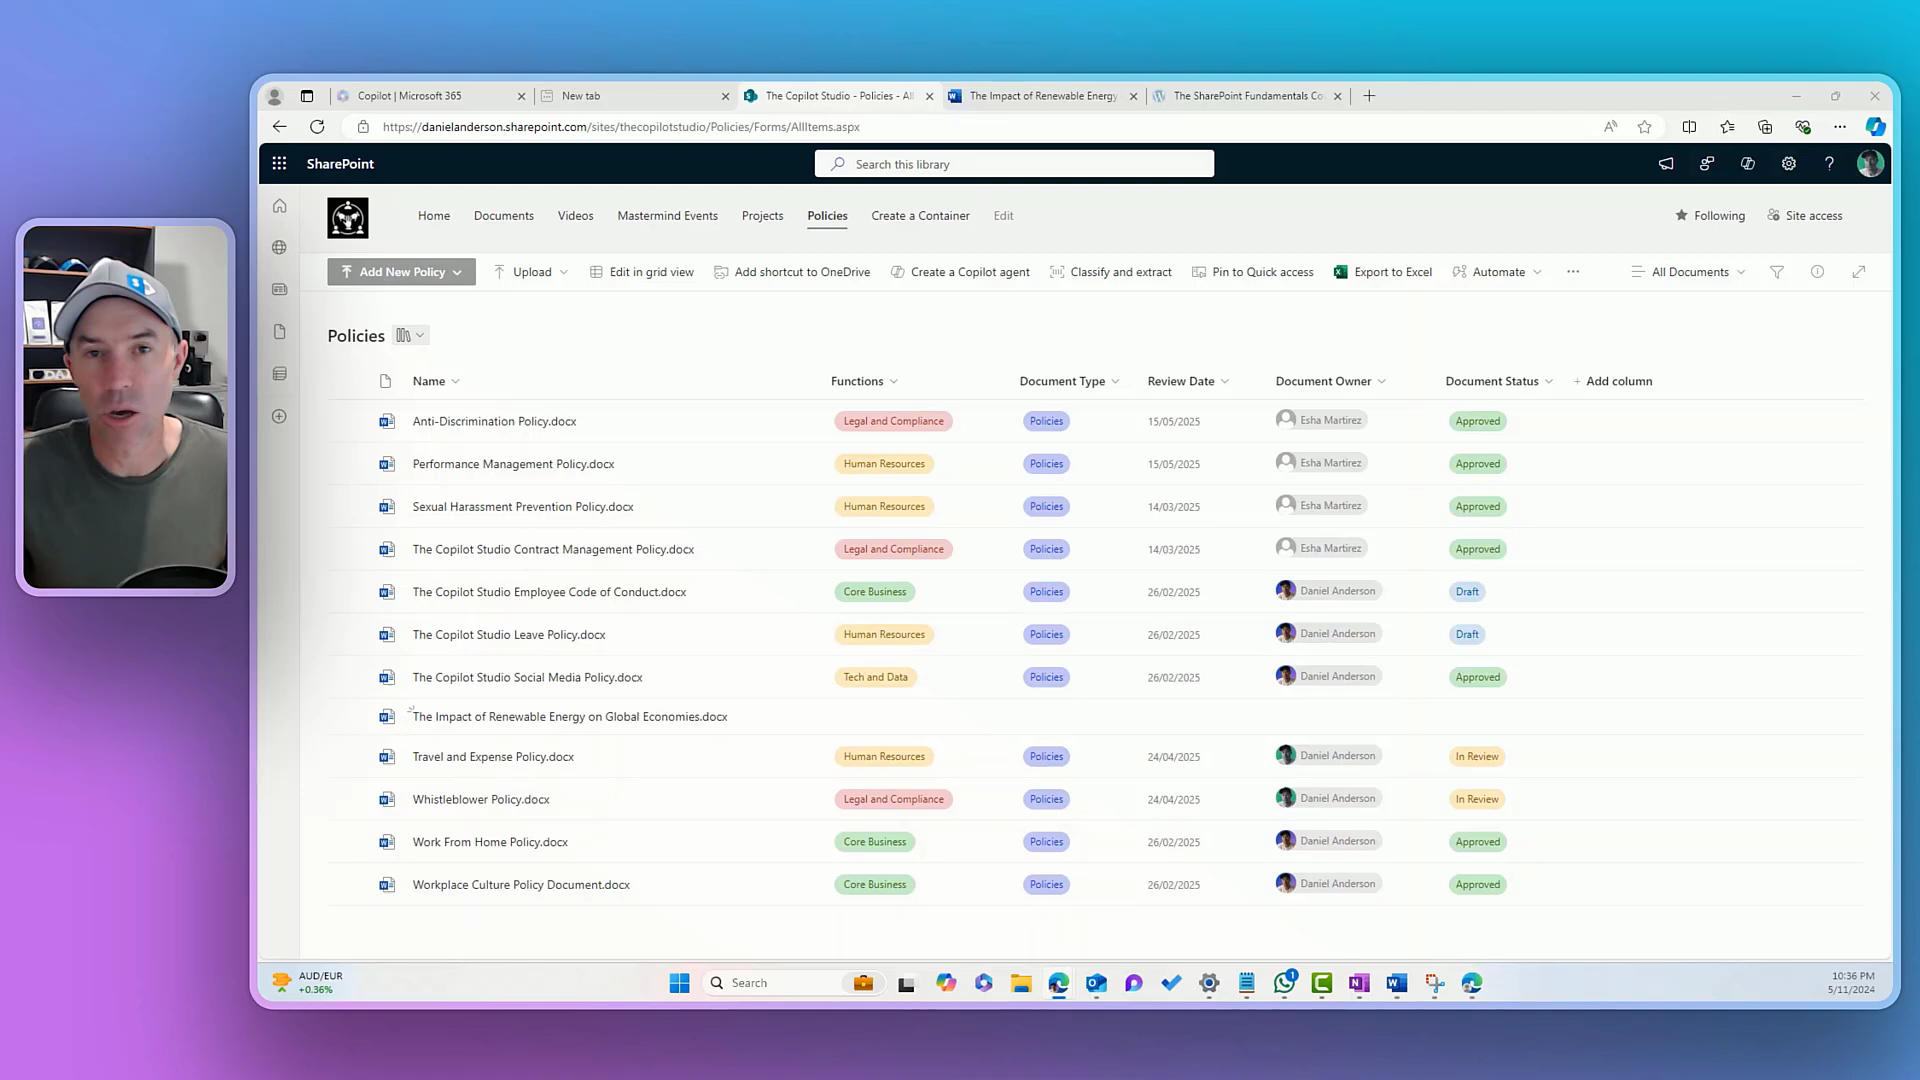 Copilot | Microsoft 365
New tab
The Copilot Studio - Policies - All
The Impact of Renewable Energy
The SharePoint Fundamentals Co
https://danielanderson.sharepoint.com/sites/thecopilotstudio/Policies/Forms/AllItems.aspx
SharePoint
Search this library
Home Documents Videos Mastermind Events Projects Policies Create a Container Edit
Following Site access
Add New Policy Upload Edit in grid view Add shortcut to OneDrive Create a Copilot agent Classify and extract Pin to Quick access Export to Excel Automate ... All Documents
Policies
Name Functions Document Type Review Date Document Owner Document Status + Add column
Anti-Discrimination Policy.docx Legal and Compliance Policies 15/05/2025 Esha Martirez Approved
Performance Management Policy.docx Human Resources Policies 15/05/2025 Esha Martirez Approved
Sexual Harassment Prevention Policy.docx Human Resources Policies 14/03/2025 Esha Martirez Approved
The Copilot Studio Contract Management Policy.docx Legal and Compliance Policies 14/03/2025 Esha Martirez Approved
The Copilot Studio Employee Code of Conduct.docx Core Business Policies 26/02/2025 Daniel Anderson Draft
The Copilot Studio Leave Policy.docx Human Resources Policies 26/02/2025 Daniel Anderson Draft
The Copilot Studio Social Media Policy.docx Tech and Data Policies 26/02/2025 Daniel Anderson Approved
The Impact of Renewable Energy on Global Economies.docx
Travel and Expense Policy.docx Human Resources Policies 24/04/2025 Daniel Anderson In Review
Whistleblower Policy.docx Legal and Compliance Policies 24/04/2025 Daniel Anderson In Review
Work From Home Policy.docx Core Business Policies 26/02/2025 Daniel Anderson Approved
Workplace Culture Policy Document.docx Core Business Policies 26/02/2025 Daniel Anderson Approved
AUD/EUR
+0.36%
Search
1
10:36 PM
5/11/2024